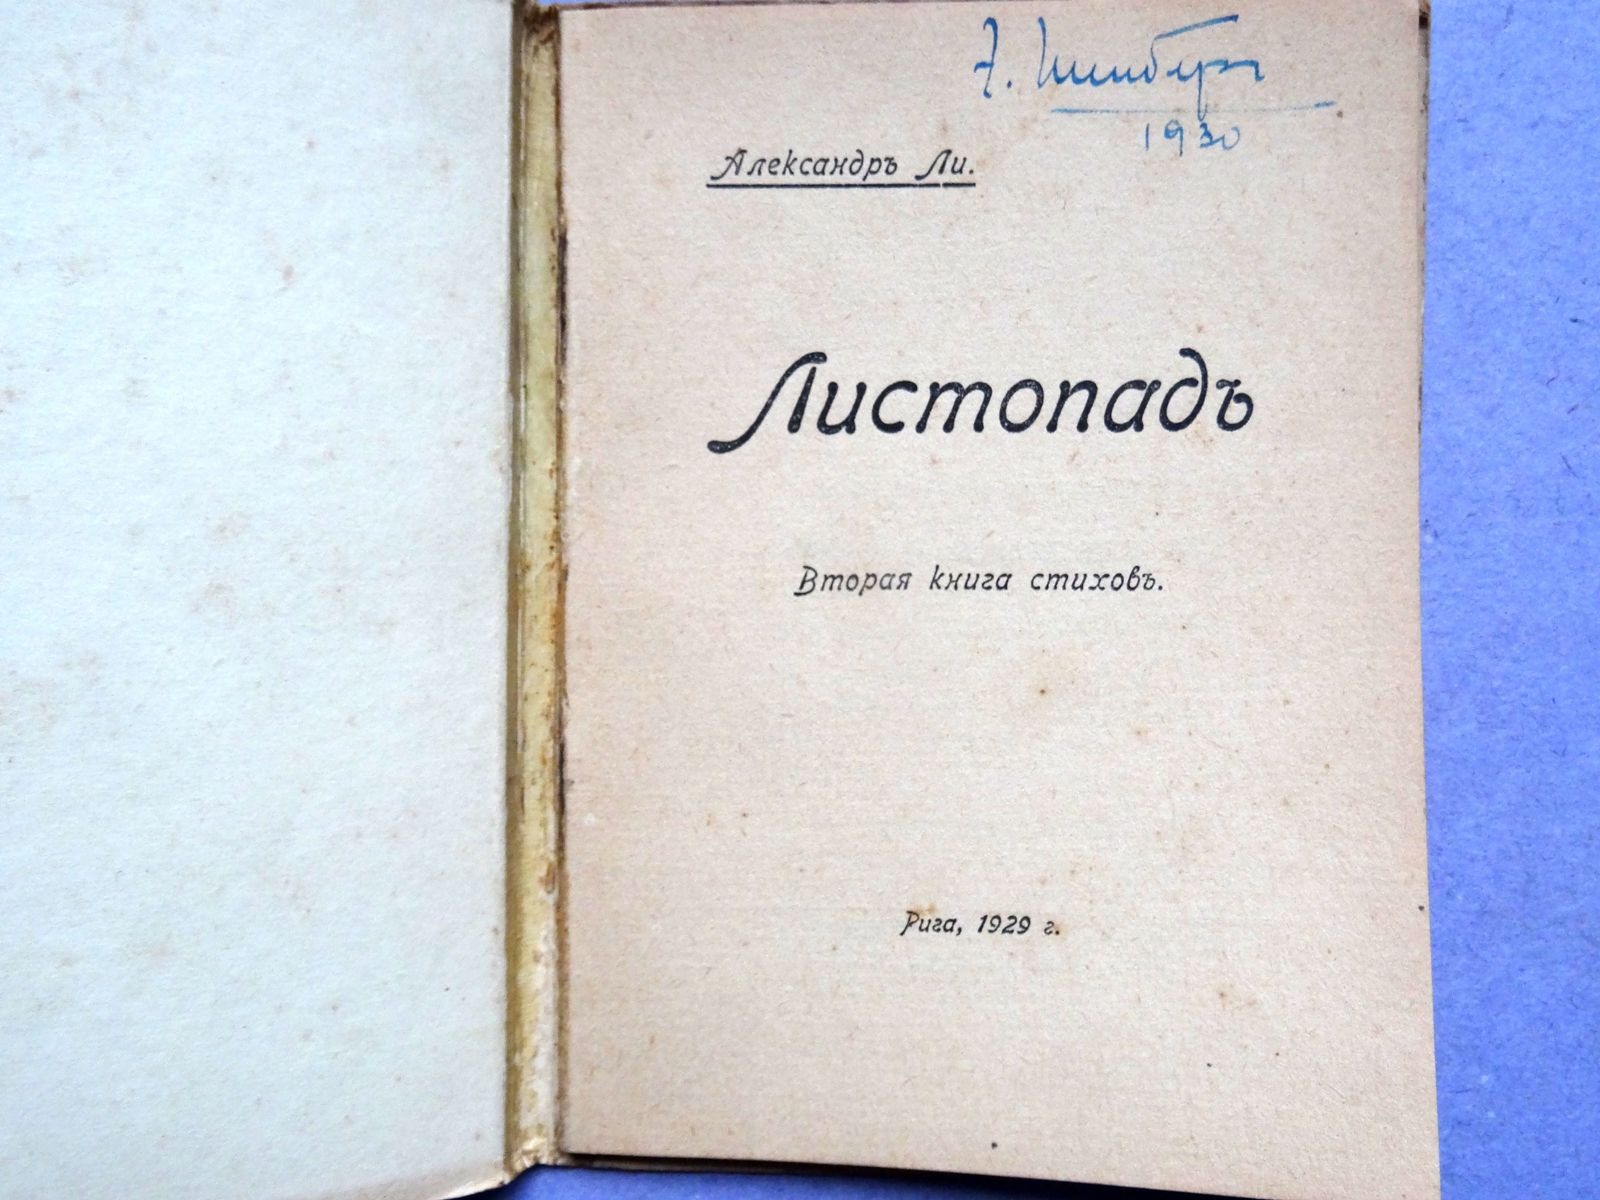 1930
Александръ Ли.
Листопадъ
Вторая книга стиховъ.
Рига, 1929 г.